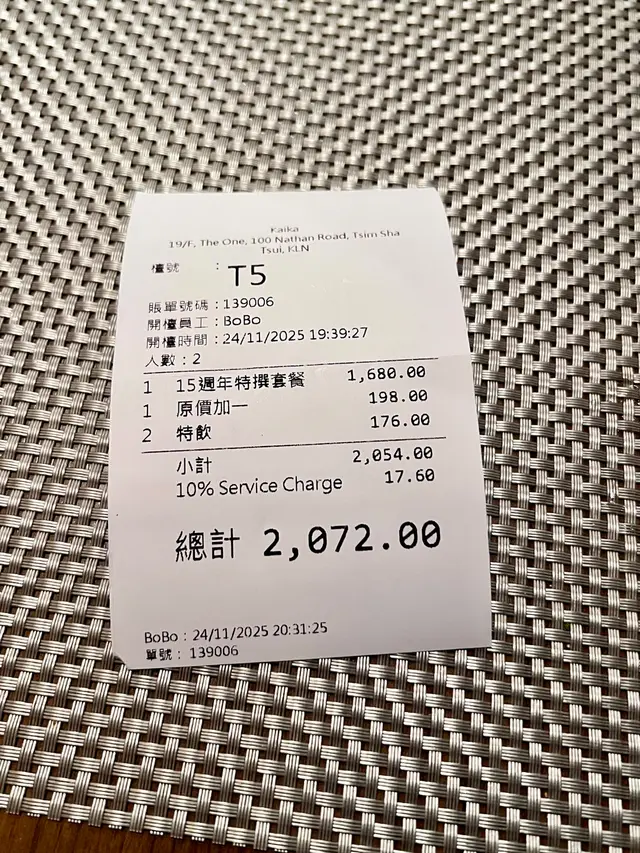 Kaika
19/F, The One, 100 Nathan Road, Tsim Sha
Tsui, KLN
檯號 : T5
賬單號碼 : 139006
開檯員工 : BoBo
開檯時間 : 24/11/2025 19:39:27
人數 : 2
1 15週年特撰套餐 1,680.00
1 原價加一 198.00
2 特飲 176.00
小計 2,054.00
10% Service Charge 17.60
總計 2,072.00
BoBo : 24/11/2025 20:31:25
單號 : 139006